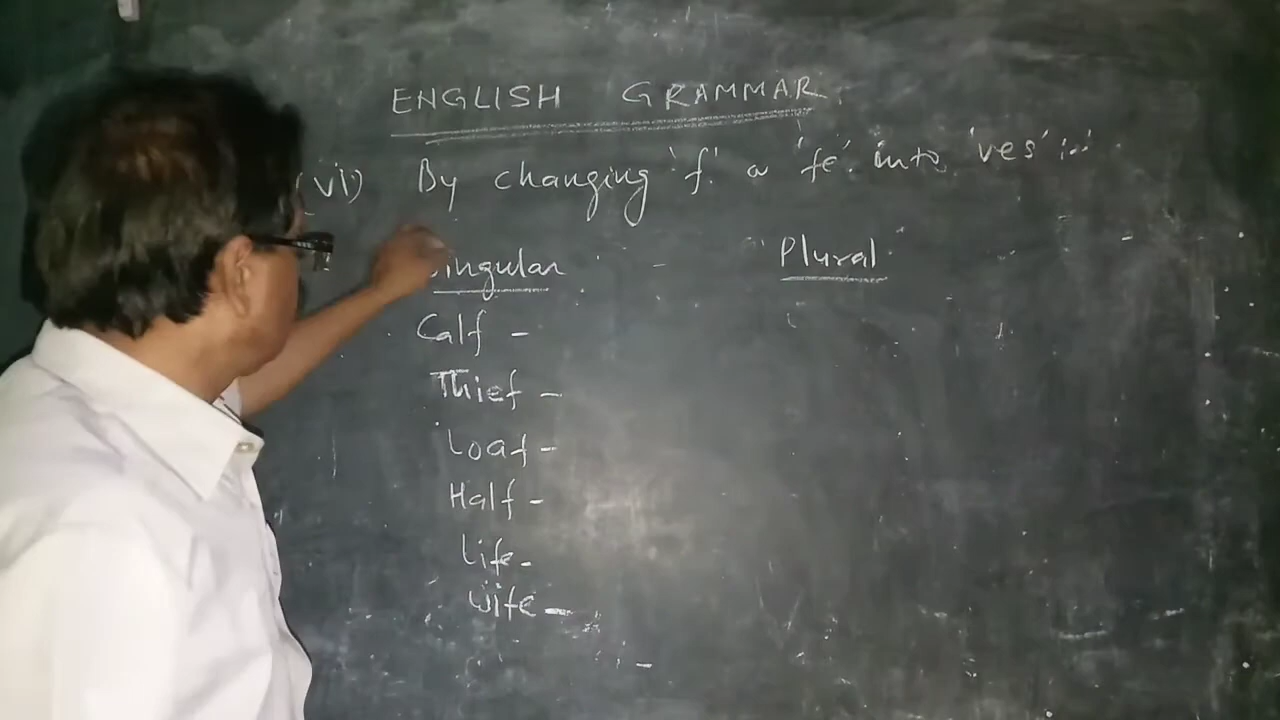 ENGLISH GRAMMAR
(vi) By changing 'f' a 'fe' into 'ves' :-
Singular - Plural
Calf -
Thief -
Loaf -
Half -
Life -
Wife -